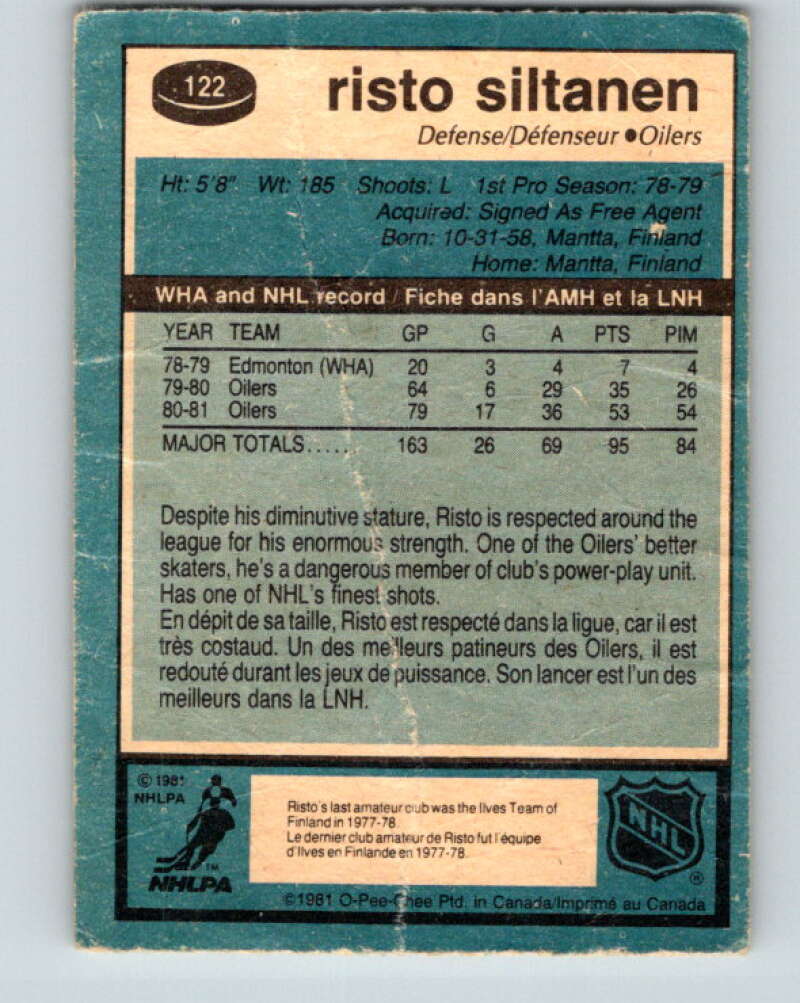 122
risto siltanen
Defense/Défenseur ●Oilers
Ht: 5'8" Wt: 185 Shoots: L 1st Pro Season: 78-79
Acquired: Signed As Free Agent
Born: 10-31-58, Mantta, Finland
Home: Mantta, Finland
WHA and NHL record / Fiche dans l'AMH et la LNH
YEAR TEAM GP G A PTS PIM
78-79 Edmonton (WHA) 20 3 4 7 4
79-80 Oilers 64 6 29 35 26
80-81 Oilers 79 17 36 53 54
MAJOR TOTALS..... 163 26 69 95 84
Despite his diminutive stature, Risto is respected around the
league for his enormous strength. One of the Oilers' better
skaters, he's a dangerous member of club's power-play unit.
Has one of NHL's finest shots.
En dépit de sa taille, Risto est respecté dans la ligue, car il est
très costaud. Un des meilleurs patineurs des Oilers, il est
redouté durant les jeux de puissance. Son lancer est l'un des
meilleurs dans la LNH.
© 1981
NHLPA
TM
NHLPA
Risto's last amateur club was the Ilves Team of
Finland in 1977-78.
Le dernier club amateur de Risto fut l'équipe
d'Ilves en Finlande en 1977-78.
NHL
®
©1981 O-Pee-Chee Ptd. in Canada/Imprimé au Canada